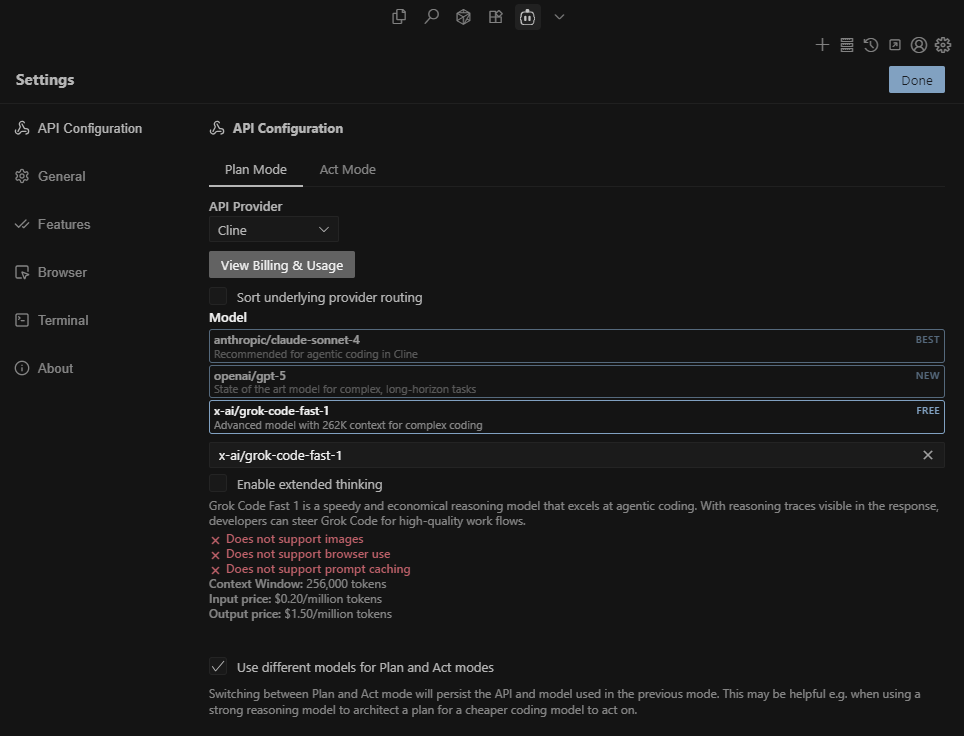 Settings
Done
API Configuration
General
Features
Browser
Terminal
About
API Configuration
Plan Mode
Act Mode
API Provider
Cline
View Billing & Usage
Sort underlying provider routing
Model
anthropic/claude-sonnet-4
BEST
Recommended for agentic coding in Cline
openai/gpt-5
NEW
State of the art model for complex, long-horizon tasks
x-ai/grok-code-fast-1
FREE
Advanced model with 262K context for complex coding
x-ai/grok-code-fast-1
Enable extended thinking
Grok Code Fast 1 is a speedy and economical reasoning model that excels at agentic coding. With reasoning traces visible in the response,
developers can steer Grok Code for high-quality work flows.
Does not support images
Does not support browser use
Does not support prompt caching
Context Window: 256,000 tokens
Input price: $0.20/million tokens
Output price: $1.50/million tokens
Use different models for Plan and Act modes
Switching between Plan and Act mode will persist the API and model used in the previous mode. This may be helpful e.g. when using a
strong reasoning model to architect a plan for a cheaper coding model to act on.